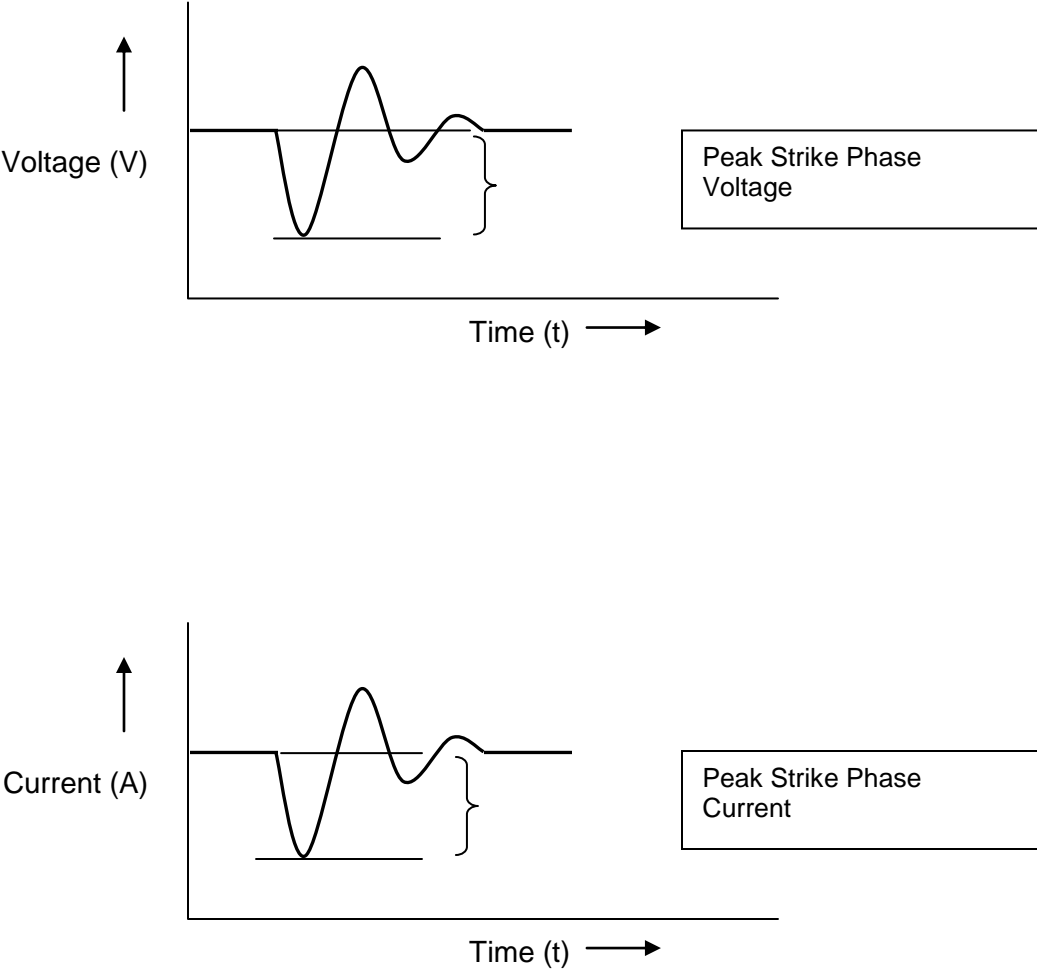 Voltage (V)
Peak Strike Phase
Voltage
Time (t)
Current (A)
Peak Strike Phase
Current
Time (t)